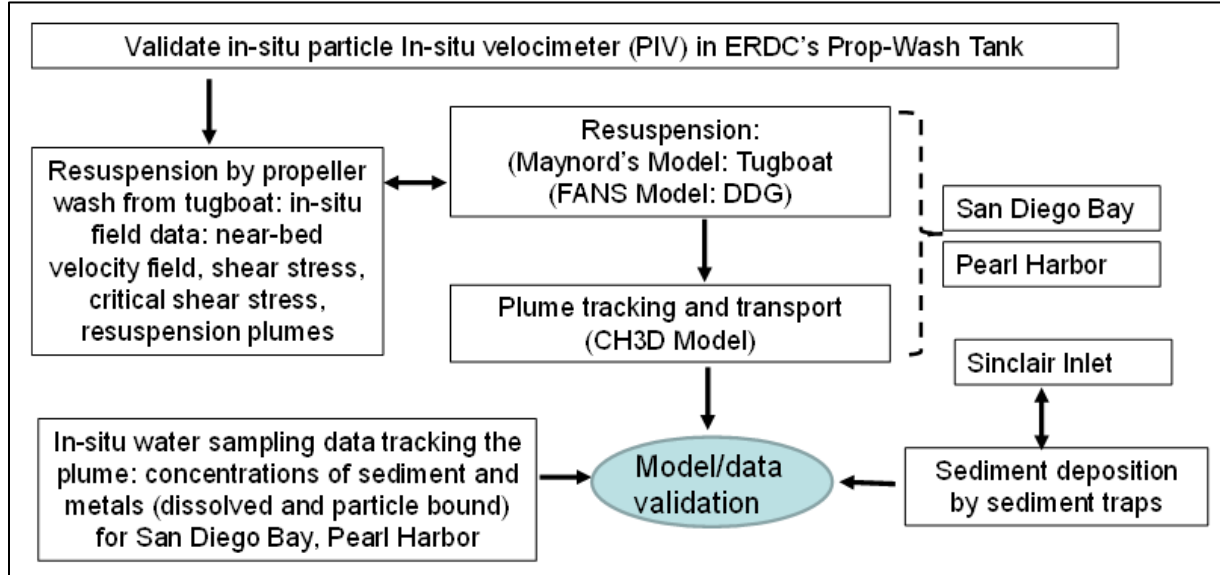 Validate in-situ particle In-situ velocimeter (PIV) in ERDC's Prop-Wash Tank
Resuspension by propeller
wash from tugboat: in-situ
field data: near-bed
velocity field, shear stress,
critical shear stress,
resuspension plumes
Resuspension:
(Maynord's Model: Tugboat
(FANS Model: DDG)
Plume tracking and transport
(CH3D Model)
San Diego Bay
Pearl Harbor
Sinclair Inlet
In-situ water sampling data tracking the
plume: concentrations of sediment and
metals (dissolved and particle bound)
for San Diego Bay, Pearl Harbor
Model/data
validation
Sediment deposition
by sediment traps